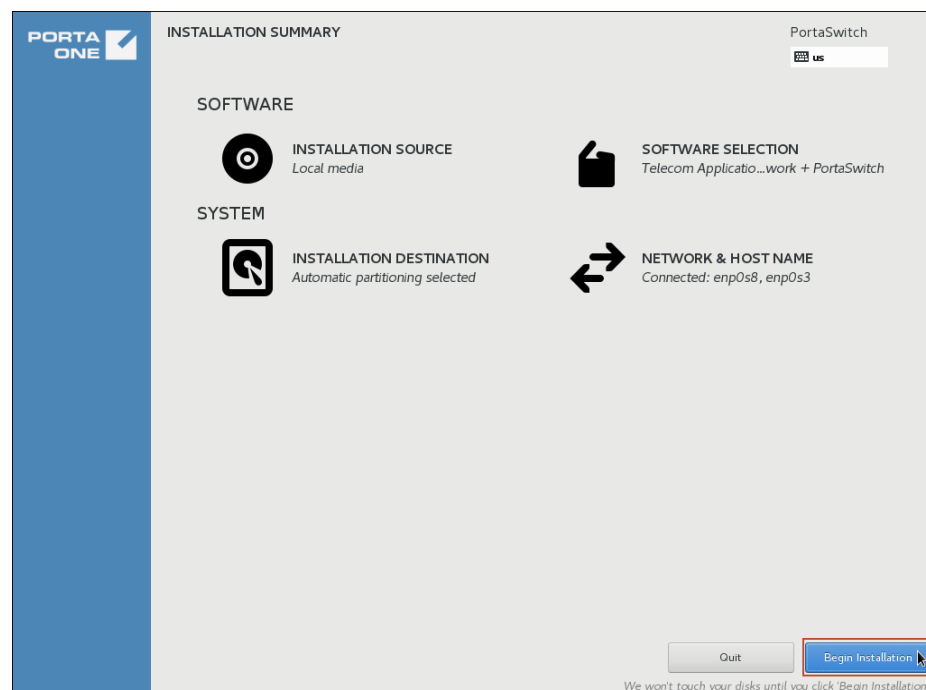 PORTA
ONE
INSTALLATION SUMMARY
PortaSwitch
us
SOFTWARE
INSTALLATION SOURCE
Local media
SOFTWARE SELECTION
Telecom Applicatio...work + PortaSwitch
SYSTEM
INSTALLATION DESTINATION
Automatic partitioning selected
NETWORK & HOST NAME
Connected: enp0s8, enp0s3
Quit
Begin Installation
We won't touch your disks until you click 'Begin Installation